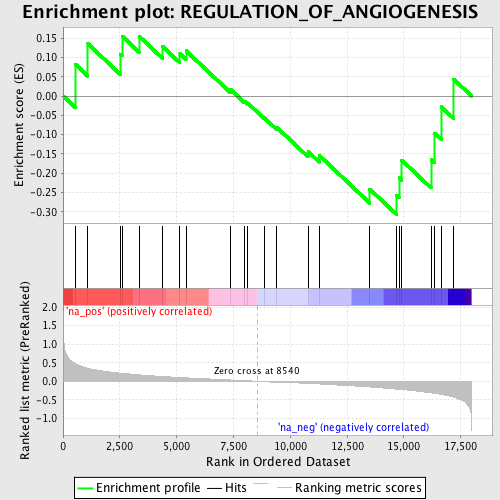 Enrichment plot: REGULATION_OF_ANGIOGENESIS
Enrichment score (ES)
0.15
0.10
0.05
0.00
-0.05
-0.10
-0.15
-0.20
-0.25
-0.30
'na_pos' (positively correlated)
Ranked list metric (PreRanked)
2.0
1.5
1.0
0.5
0.0
-0.5
-1.0
Zero cross at 8540
'na_neg' (negatively correlated)
0
2,500
5,000
7,500
10,000
12,500
15,000
17,500
Rank in Ordered Dataset
Enrichment profile
Hits
Ranking metric scores